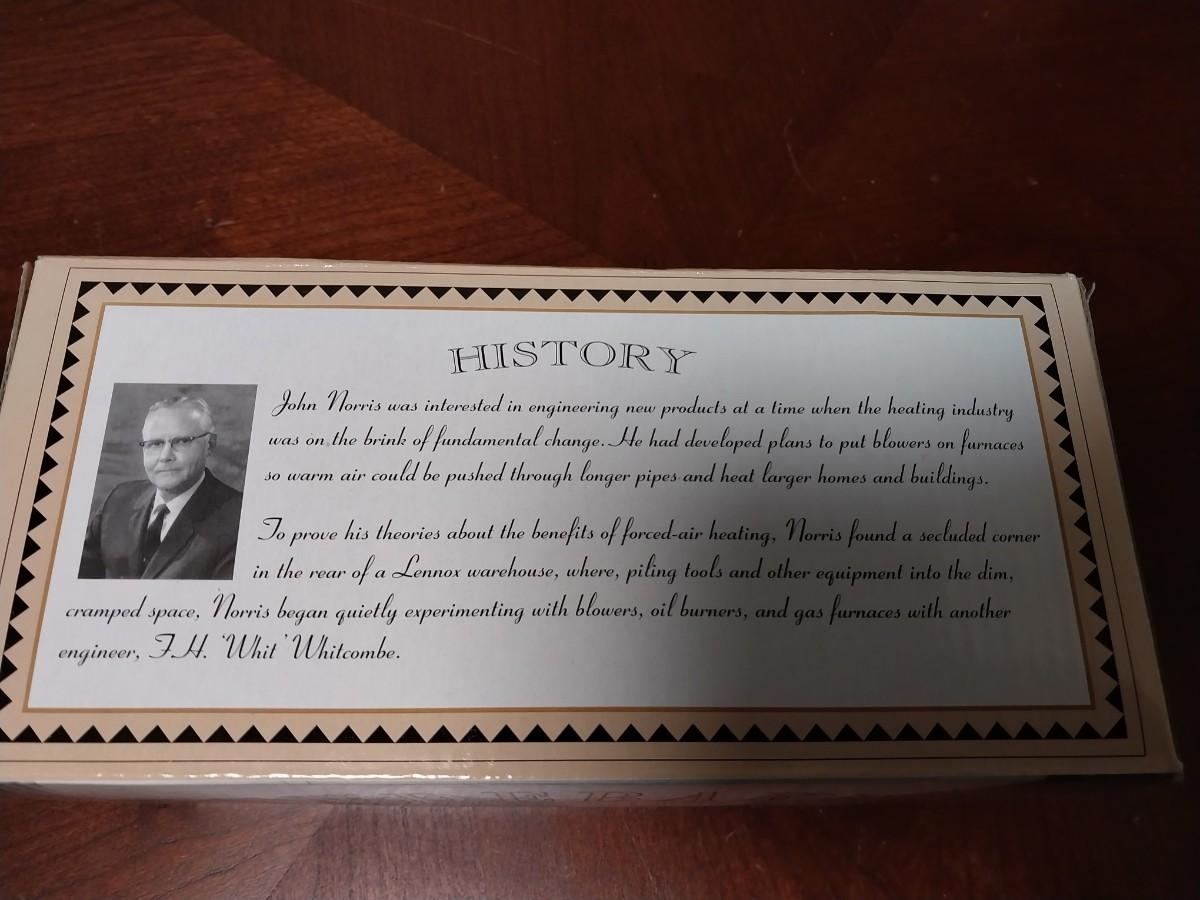 HISTORY
John Norris was interested in engineering new products at a time when the heating industry
was on the brink of fundamental change. He had developed plans to put blowers on furnaces
so warm air could be pushed through longer pipes and heat larger homes and buildings.
To prove his theories about the benefits of forced-air heating, Norris found a secluded corner
in the rear of a Lennox warehouse, where, piling tools and other equipment into the dim,
cramped space, Norris began quietly experimenting with blowers, oil burners, and gas furnaces with another
engineer, F.H. 'Whit' Whitcombe.